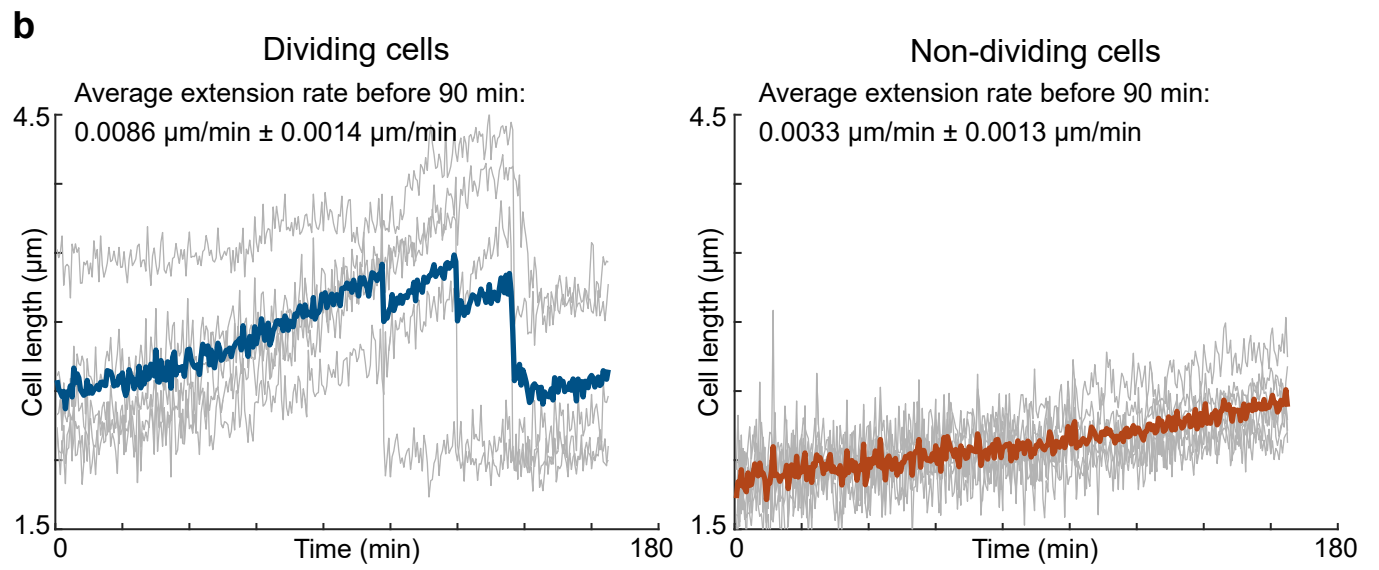 b
Dividing cells
Average extension rate before 90 min:
0.0086 µm/min ± 0.0014 µm/min
4.5
9
1.5
Cell length (µm)
0
Time (min)
180
Non-dividing cells
Average extension rate before 90 min:
0.0033 µm/min ± 0.0013 µm/min
4.5
1.5
Cell length (µm)
0
Time (min)
180